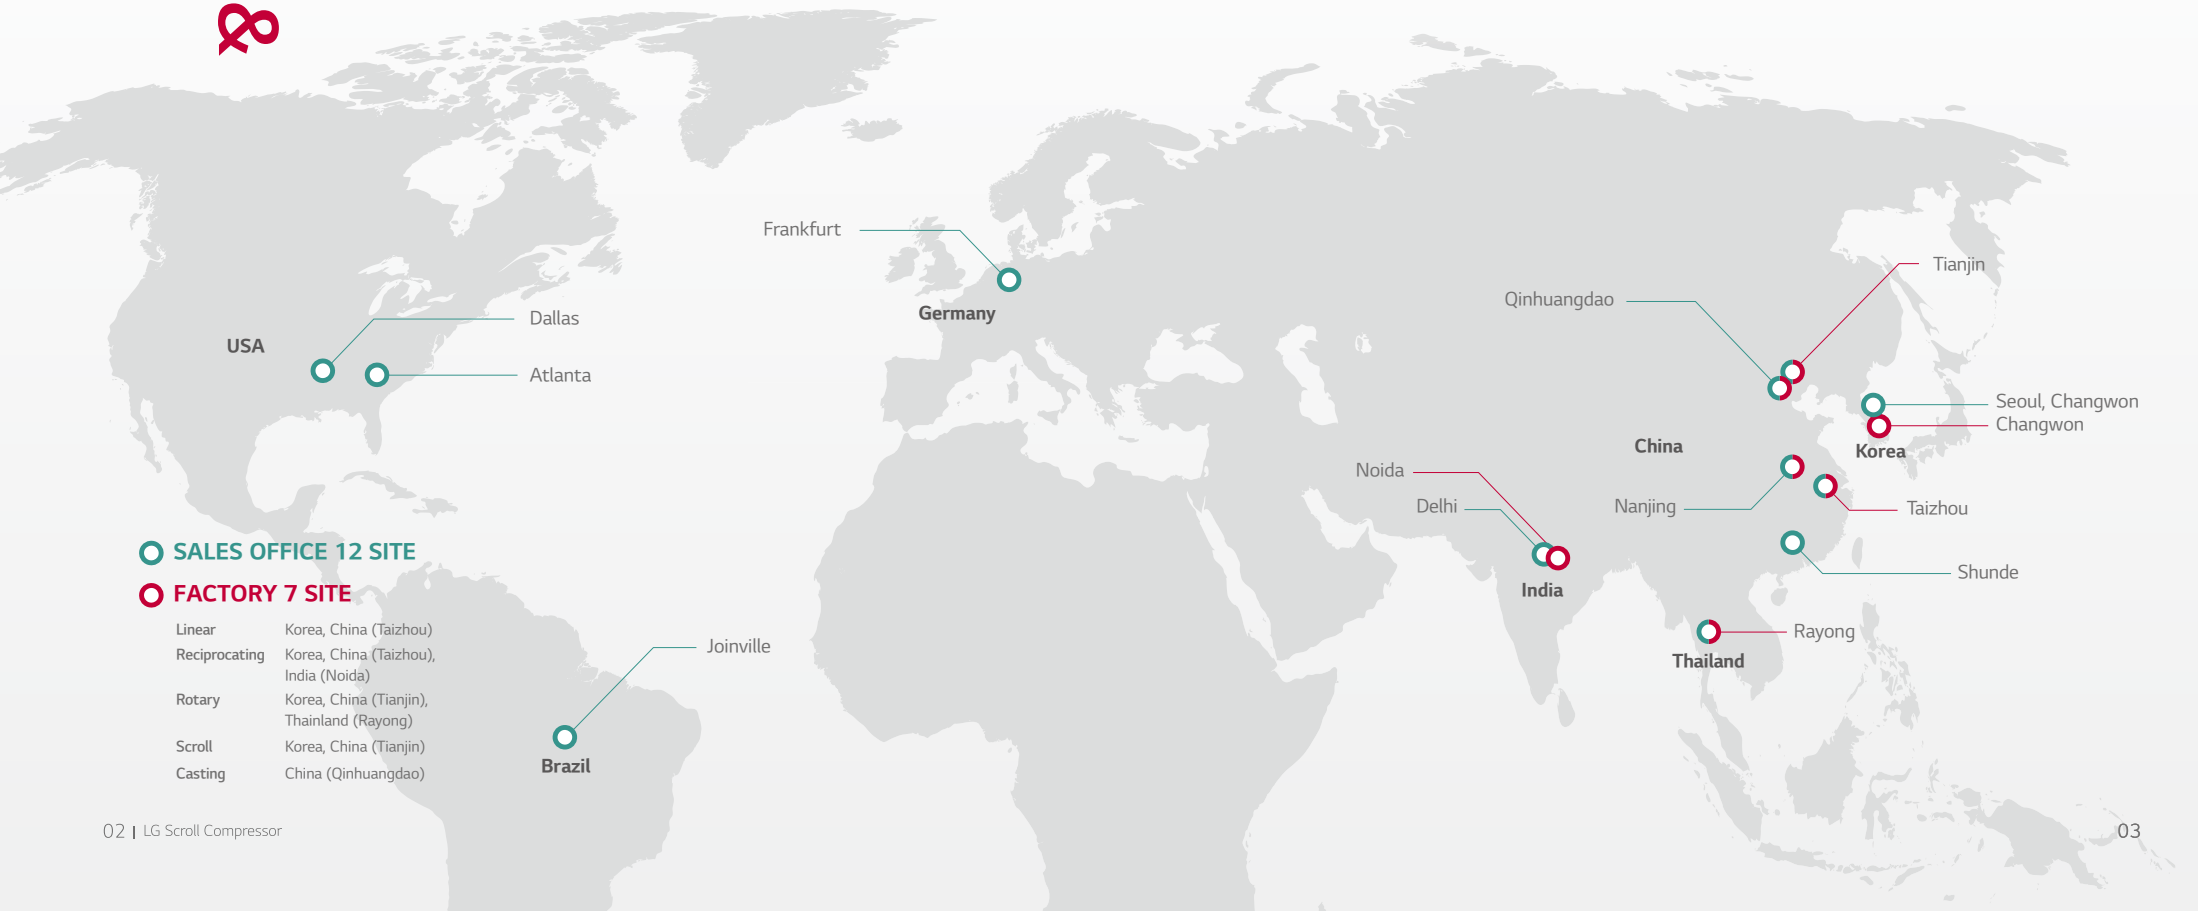 Frankfurt
Germany
USA
Dallas
Atlanta
Tianjin
Qinhuangdao
Seoul, Changwon
Changwon
Korea
China
Noida
Delhi
Nanjing
Taizhou
Shunde
India
Rayong
Thailand
Joinville
Brazil
SALES OFFICE 12 SITE
FACTORY 7 SITE
Linear Korea, China (Taizhou)
Reciprocating Korea, China (Taizhou),
India (Noida)
Rotary Korea, China (Tianjin),
Thainland (Rayong)
Scroll Korea, China (Tianjin)
Casting China (Qinhuangdao)
02 | LG Scroll Compressor
03